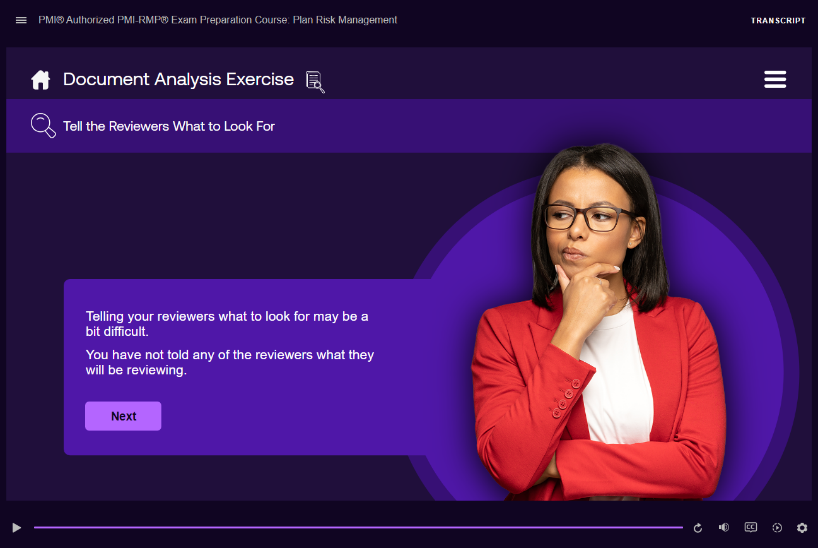 PMI® Authorized PMI-RMP® Exam Preparation Course: Plan Risk Management
TRANSCRIPT
Document Analysis Exercise
Tell the Reviewers What to Look For
Telling your reviewers what to look for may be a
bit difficult.
You have not told any of the reviewers what they
will be reviewing.
Next
CC